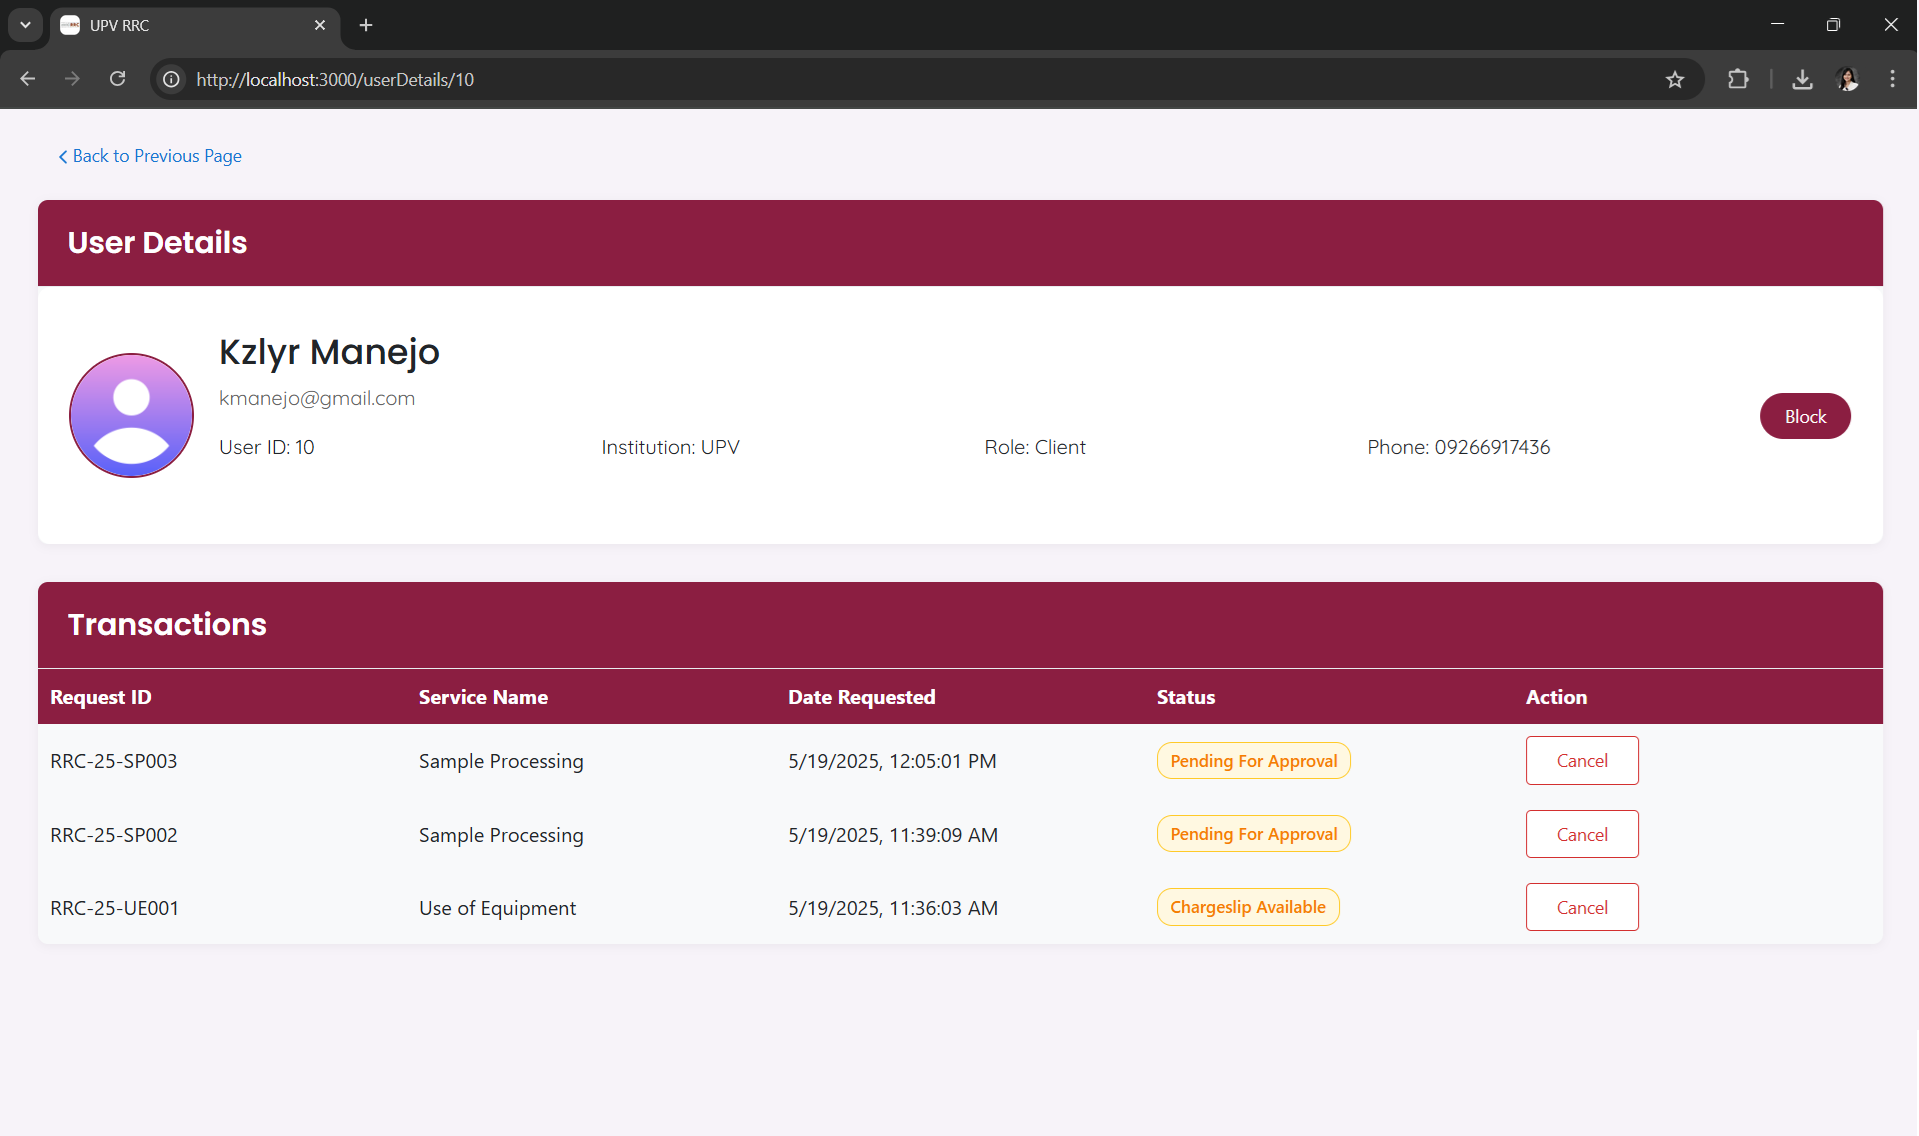 UPV RRC
http://localhost:3000/userDetails/10
Back to Previous Page
User Details
Kzlyr Manejo
kmanejo@gmail.com
User ID: 10 Institution: UPV Role: Client Phone: 09266917436
Block
Transactions
Request ID Service Name Date Requested Status Action
RRC-25-SP003 Sample Processing 5/19/2025, 12:05:01 PM Pending For Approval Cancel
RRC-25-SP002 Sample Processing 5/19/2025, 11:39:09 AM Pending For Approval Cancel
RRC-25-UE001 Use of Equipment 5/19/2025, 11:36:03 AM Chargeslip Available Cancel